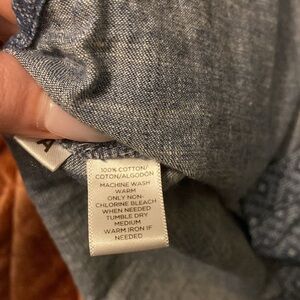 A
100% COTTON/
COTON/ALGODÓN
MACHINE WASH
WARM
ONLY NON-
CHLORINE BLEACH
WHEN NEEDED
TUMBLE DRY
MEDIUM
WARM IRON IF
NEEDED